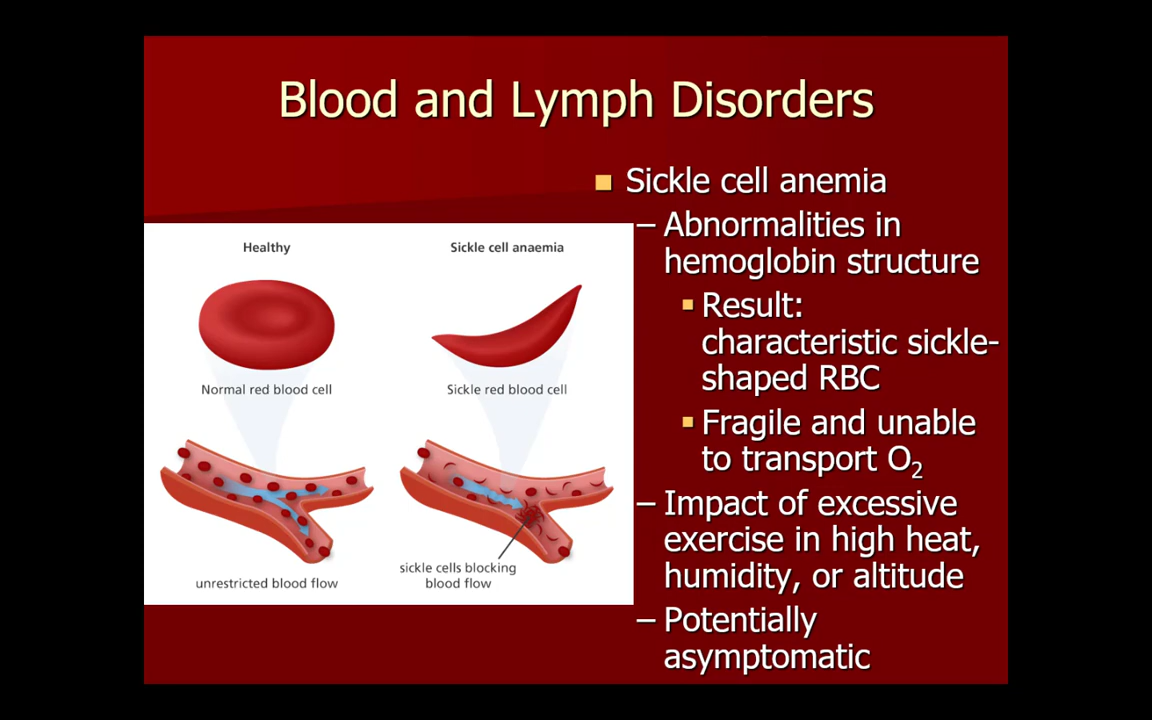 Blood and Lymph Disorders
Healthy
Sickle cell anaemia
Normal red blood cell
Sickle red blood cell
unrestricted blood flow
sickle cells blocking
blood flow
■ Sickle cell anemia
– Abnormalities in
hemoglobin structure
▪ Result:
characteristic sickle-
shaped RBC
▪ Fragile and unable
to transport O₂
– Impact of excessive
exercise in high heat,
humidity, or altitude
– Potentially
asymptomatic